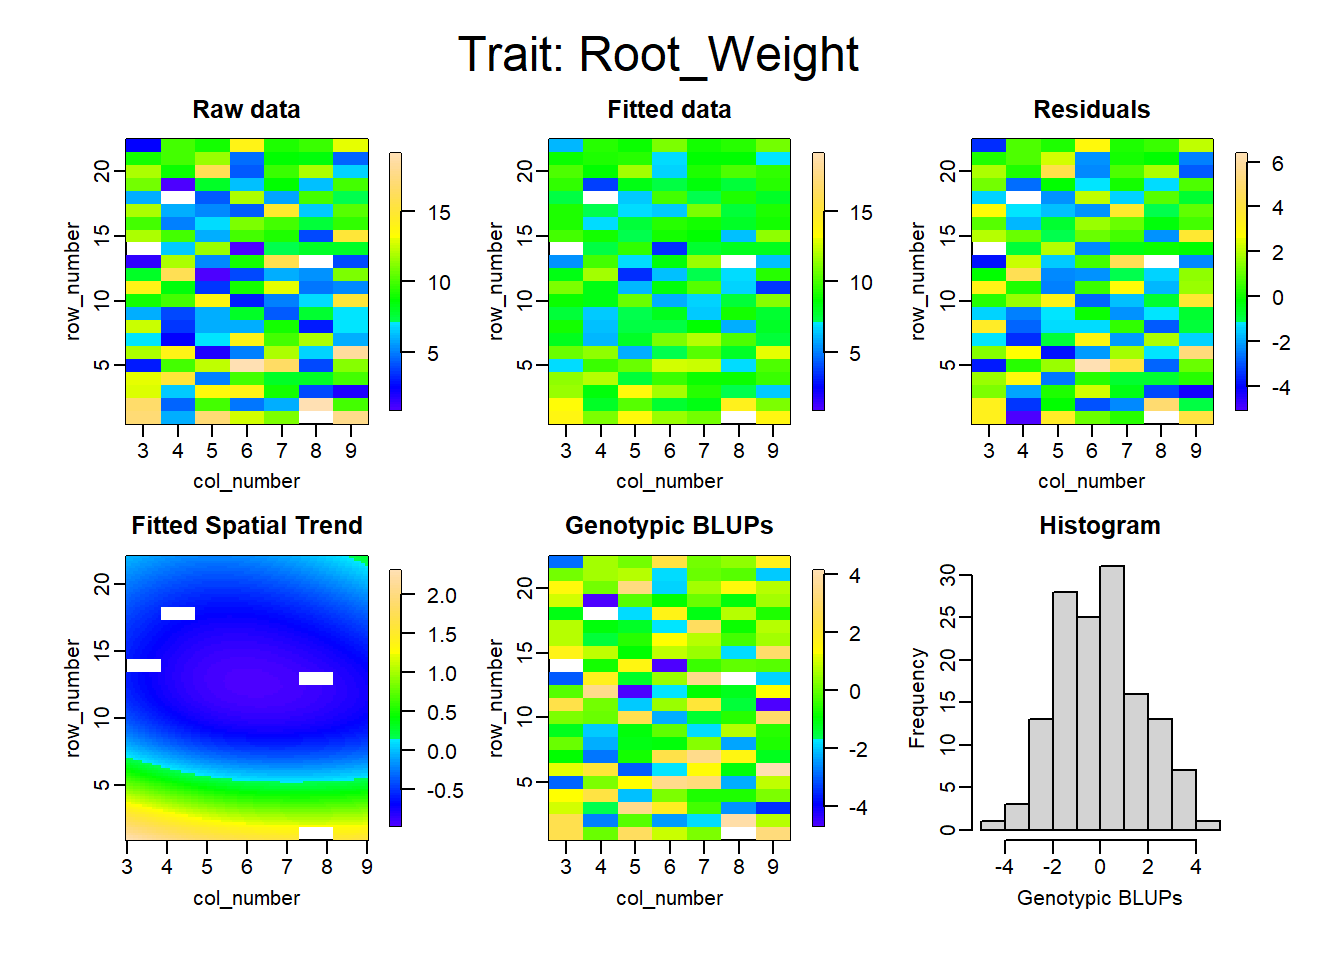 Trait: Root_Weight
Raw data
Fitted data
Residuals
row_number
5 10 15 20
3 4 5 6 7 8 9
col_number
5 10 15
row_number
5 10 15 20
3 4 5 6 7 8 9
col_number
5 10 15
row_number
5 10 15 20
3 4 5 6 7 8 9
col_number
-4 -2 0 2 4 6
Fitted Spatial Trend
Genotypic BLUPs
Histogram
row_number
5 10 15 20
3 4 5 6 7 8 9
col_number
-0.5 0.0 0.5 1.0 1.5 2.0
row_number
5 10 15 20
3 4 5 6 7 8 9
col_number
-4 -2 0 2 4
Frequency
0 5 10 15 20 25 30
-4 -2 0 2 4
Genotypic BLUPs